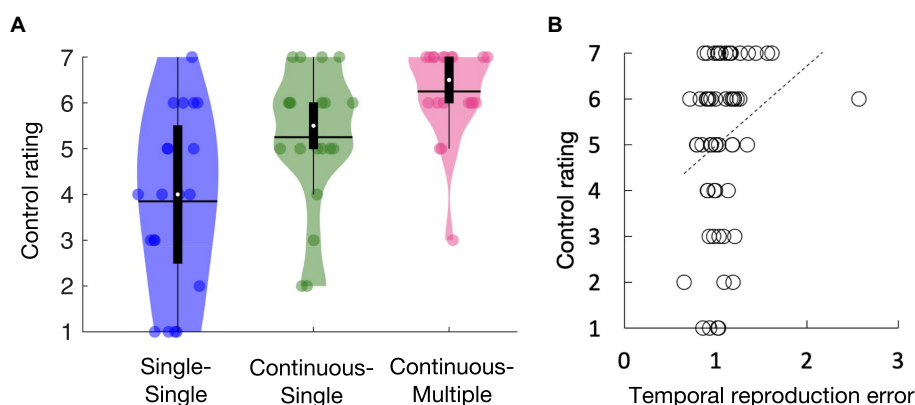 A
Control rating
7
6
5
4
3
2
1
Single-
Single
Continuous-
Single
Continuous-
Multiple
B
Control rating
7
6
5
4
3
2
1
0
1
2
3
Temporal reproduction error